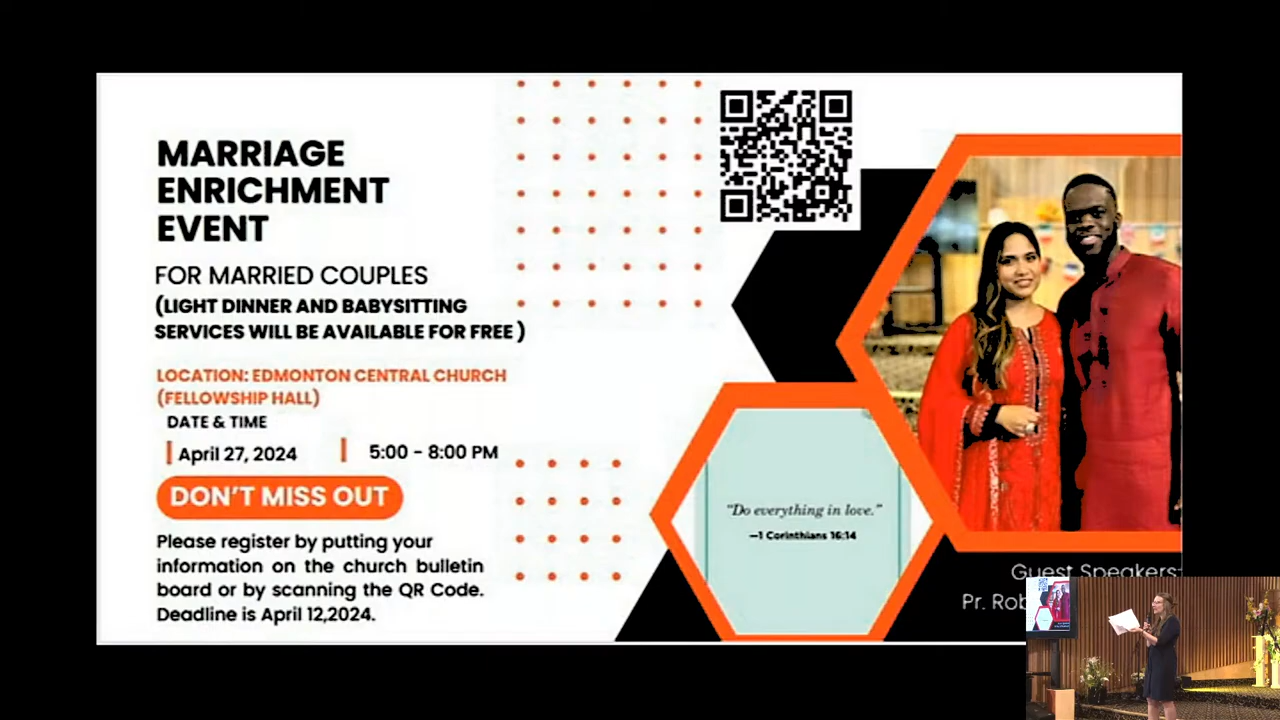 MARRIAGE
ENRICHMENT
EVENT
FOR MARRIED COUPLES
(LIGHT DINNER AND BABYSITTING
SERVICES WILL BE AVAILABLE FOR FREE )
LOCATION: EDMONTON CENTRAL CHURCH
(FELLOWSHIP HALL)
DATE & TIME
April 27, 2024
5:00 - 8:00 PM
DON'T MISS OUT
Please register by putting your
information on the church bulletin
board or by scanning the QR Code.
Deadline is April 12,2024.
"Do everything in love."
—1 Corinthians 16:14
Guest Speakers:
Pr.